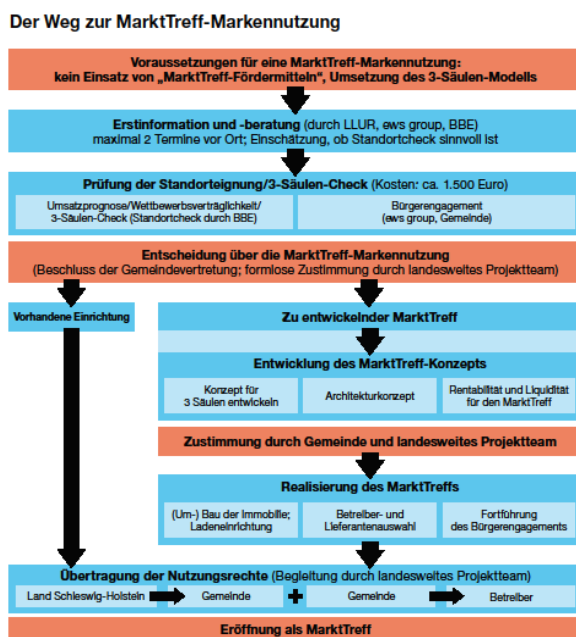 Der Weg zur MarktTreff-Markennutzung
Voraussetzungen für eine MarktTreff-Markennutzung:
kein Einsatz von „MarktTreff-Fördermitteln“, Umsetzung des 3-Säulen-Modells
Erstinformation und -beratung (durch LLUR, ews group, BBE)
maximal 2 Termine vor Ort; Einschätzung, ob Standortcheck sinnvoll ist
Prüfung der Standorteignung/3-Säulen-Check (Kosten: ca. 1.500 Euro)
Umsatzprognose/Wettbewerbsverträglichkeit/
3-Säulen-Check (Standortcheck durch BBE)
Bürgerengagement
(ews group, Gemeinde)
Entscheidung über die MarktTreff-Markennutzung
(Beschluss der Gemeindevertretung; formlose Zustimmung durch landesweites Projektteam)
Vorhandene Einrichtung
Zu entwickelnder MarktTreff
Entwicklung des MarktTreff-Konzepts
Konzept für
3 Säulen entwickeln
Architekturkonzept
Rentabilität und Liquidität
für den MarktTreff
Zustimmung durch Gemeinde und landesweites Projektteam
Realisierung des MarktTreffs
(Um-) Bau der Immobilie;
Ladeneinrichtung
Betreiber- und
Lieferantenauswahl
Fortführung
des Bürgerengagements
Übertragung der Nutzungsrechte (Begleitung durch landesweites Projektteam)
Land Schleswig-Holstein
Gemeinde
+
Gemeinde
Betreiber
Eröffnung als MarktTreff